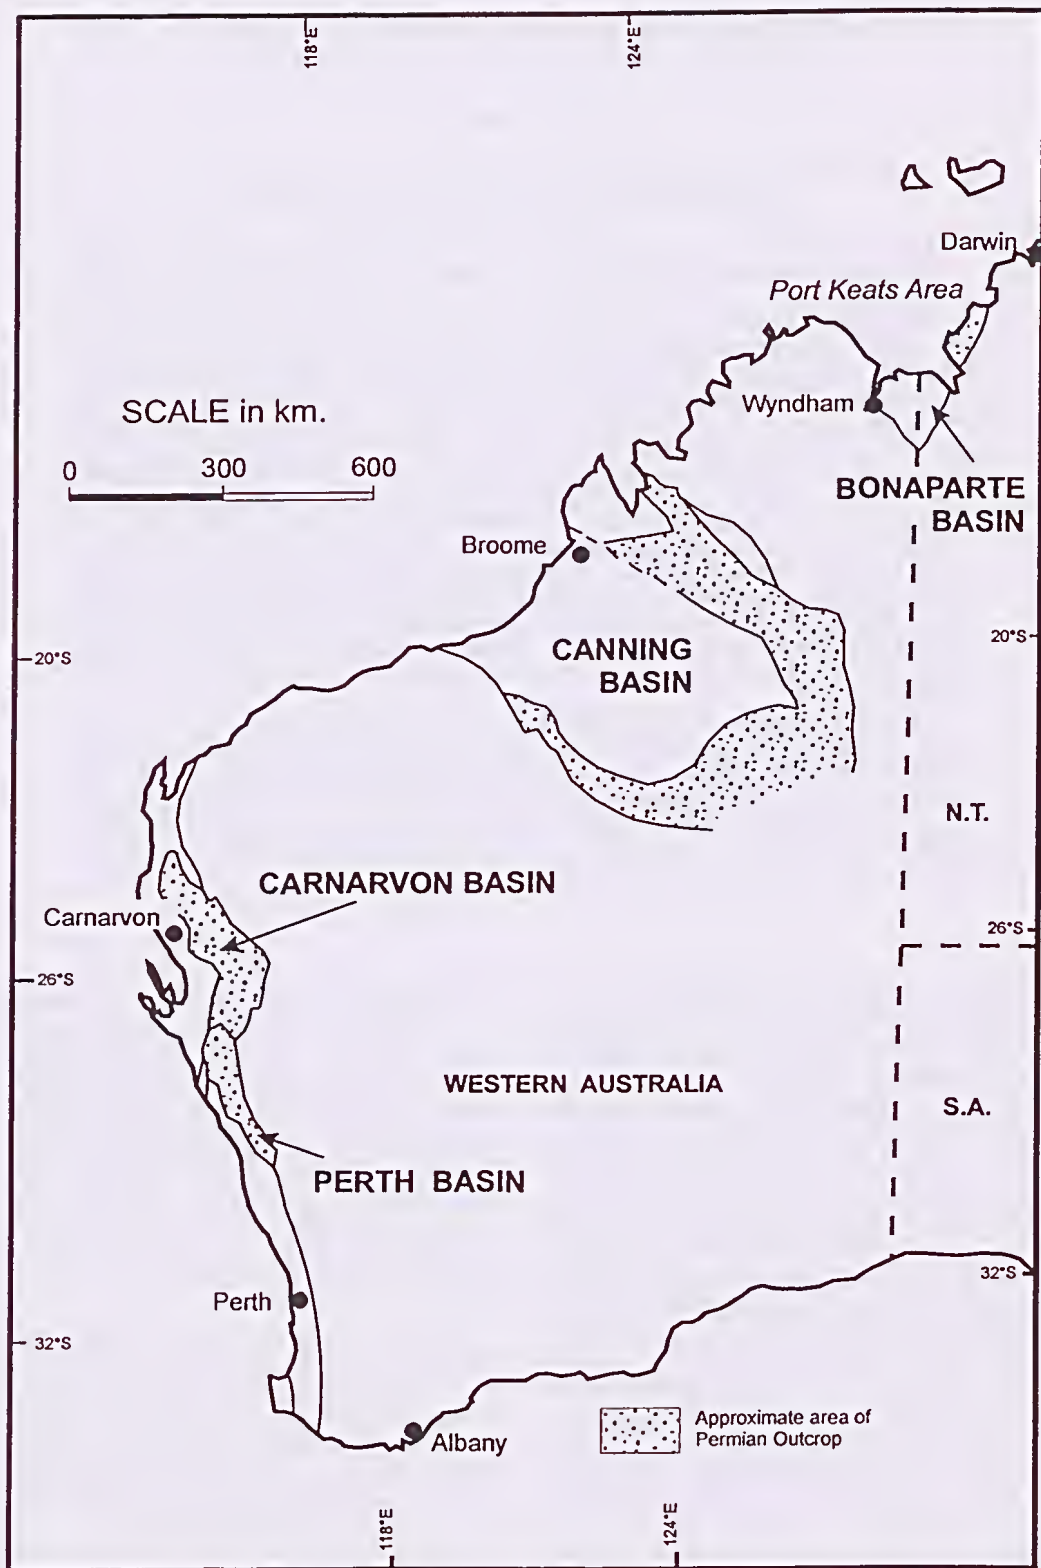 118°E
124°E
Darwin
Port Keats Area
SCALE in km.
0 300 600
Wyndham
BONAPARTE
BASIN
Broome
20°S
20°S
CANNING
BASIN
N.T.
CARNARVON BASIN
Carnarvon
26°S
26°S
WESTERN AUSTRALIA
S.A.
PERTH BASIN
32°S
Perth
32°S
Approximate area of
Permian Outcrop
Albany
118°E
124°E